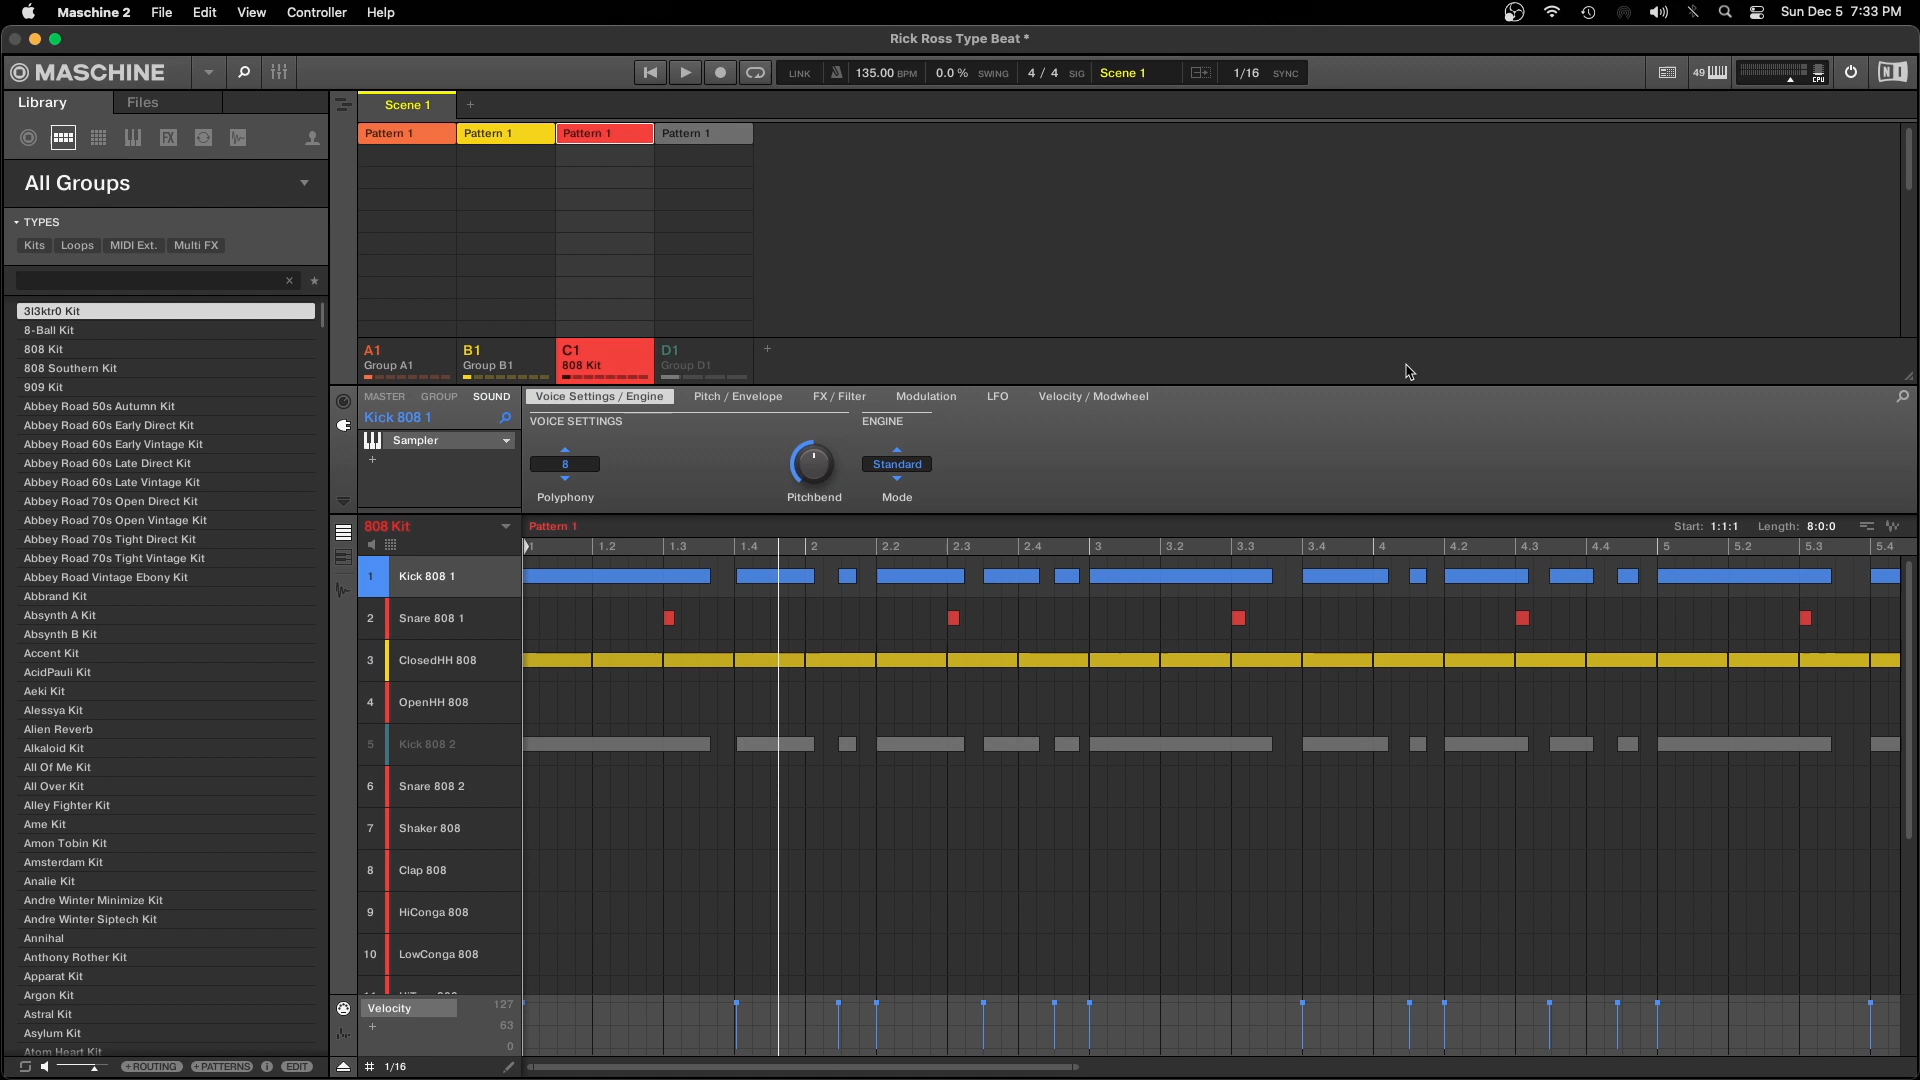 Maschine 2 File Edit View Controller Help Sun Dec 5 7:33 PM
Rick Ross Type Beat *
MASCHINE LINK 135.00 BPM 0.0 % SWING 4 / 4 SIG Scene 1 1/16 SYNC 49 CPU NI
Library Files
Scene 1 +
Pattern 1 Pattern 1 Pattern 1 Pattern 1
FX
All Groups
TYPES
Kits Loops MIDI Ext. Multi FX
3l3ktr0 Kit
8-Ball Kit
808 Kit
808 Southern Kit
909 Kit
Abbey Road 50s Autumn Kit
Abbey Road 60s Early Direct Kit
Abbey Road 60s Early Vintage Kit
Abbey Road 60s Late Direct Kit
Abbey Road 60s Late Vintage Kit
Abbey Road 70s Open Direct Kit
Abbey Road 70s Open Vintage Kit
Abbey Road 70s Tight Direct Kit
Abbey Road 70s Tight Vintage Kit
Abbey Road Vintage Ebony Kit
Abbrand Kit
Absynth A Kit
Absynth B Kit
Accent Kit
AcidPauli Kit
Aeki Kit
Alessya Kit
Alien Reverb
Alkaloid Kit
All Of Me Kit
All Over Kit
Alley Fighter Kit
Ame Kit
Amon Tobin Kit
Amsterdam Kit
Analie Kit
Andre Winter Minimize Kit
Andre Winter Siptech Kit
Annihal
Anthony Rother Kit
Apparat Kit
Argon Kit
Astral Kit
Asylum Kit
Atom Heart Kit
+ROUTING +PATTERNS i EDIT
A1 B1 C1 D1 +
Group A1 Group B1 808 Kit Group D1
MASTER GROUP SOUND
Kick 808 1
Sampler
+
Voice Settings / Engine Pitch / Envelope FX / Filter Modulation LFO Velocity / Modwheel
VOICE SETTINGS ENGINE
8 Standard
Polyphony Pitchbend Mode
808 Kit Pattern 1 Start: 1:1:1 Length: 8:0:0
1 1.2 1.3 1.4 2 2.2 2.3 2.4 3 3.2 3.3 3.4 4 4.2 4.3 4.4 5 5.2 5.3 5.4
1 Kick 808 1
2 Snare 808 1
3 ClosedHH 808
4 OpenHH 808
5 Kick 808 2
6 Snare 808 2
7 Shaker 808
8 Clap 808
9 HiConga 808
10 LowConga 808
Velocity 127
+ 63
0
1/16